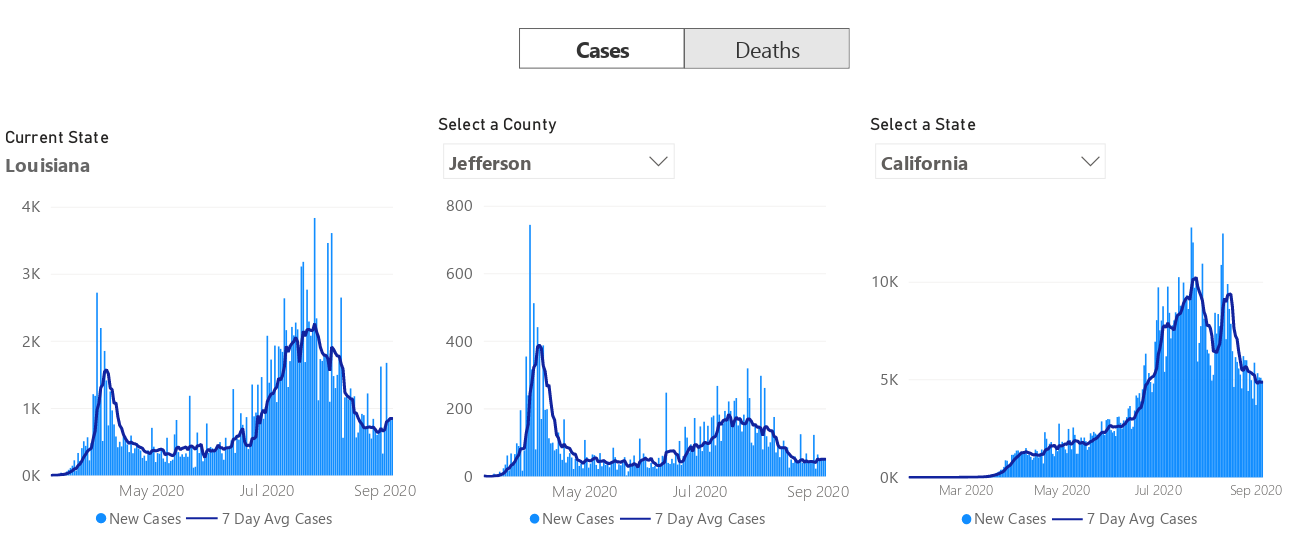 Cases Deaths
Current State
Louisiana
4K
3K
2K
1K
0K
May 2020 Jul 2020 Sep 2020
New Cases 7 Day Avg Cases
Select a County
Jefferson
800
600
400
200
0
May 2020 Jul 2020 Sep 2020
New Cases 7 Day Avg Cases
Select a State
California
10K
5K
0K
Mar 2020 May 2020 Jul 2020 Sep 2020
New Cases 7 Day Avg Cases